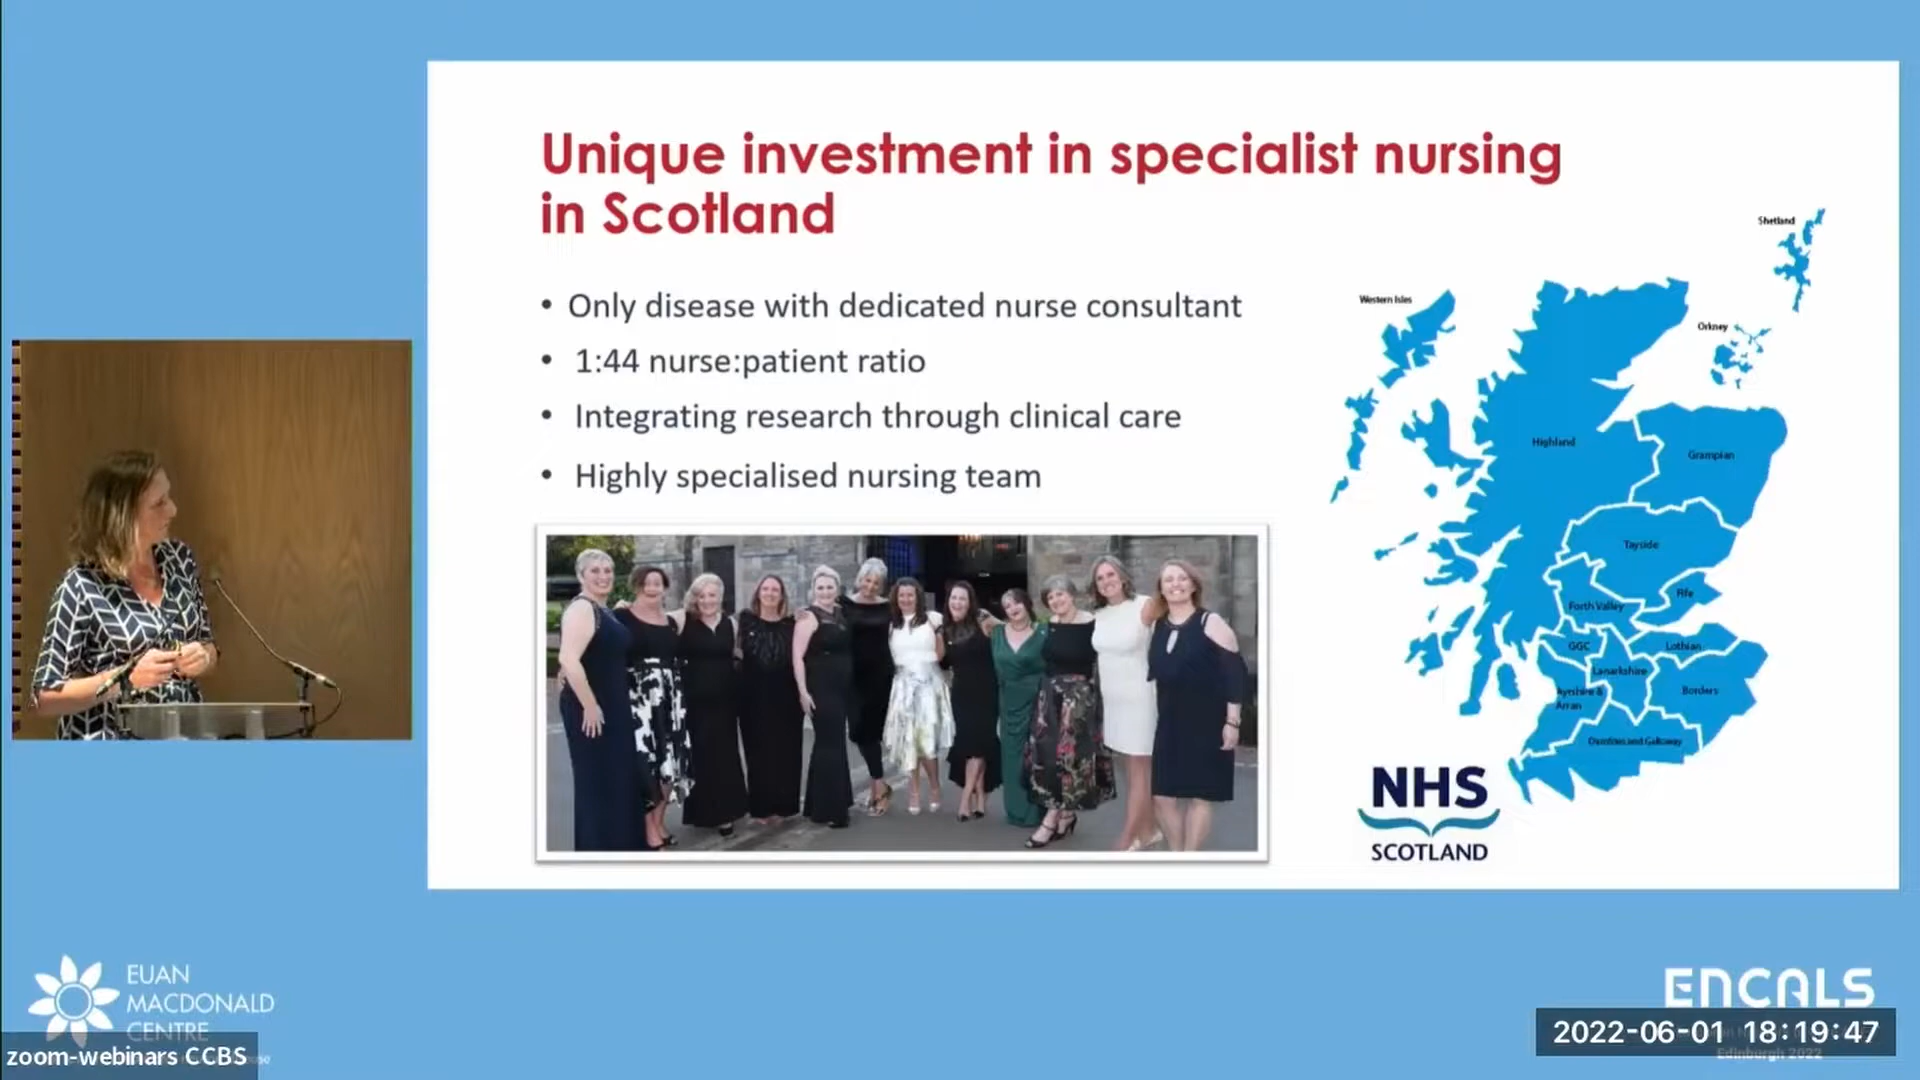 Unique investment in specialist nursing
in Scotland
• Only disease with dedicated nurse consultant
• 1:44 nurse:patient ratio
• Integrating research through clinical care
• Highly specialised nursing team
Shetland
Western Isles
Orkney
Highland
Grampian
Tayside
Fife
Forth Valley
GGC
Lothian
Lanarkshire
Ayrshire &
Arran
Borders
Dumfries and Galloway
NHS
SCOTLAND
EUAN
MACDONALD
CENTRE
zoom-webinars CCBS
ENCALS
2022-06-01 18:19:47
Edinburgh 2022